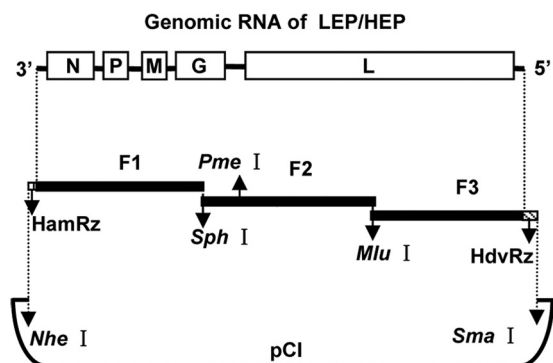 Genomic RNA of LEP/HEP
3’ N P M G L 5’
F1 Pme I F2 F3
HamRz Sph I Mlu I HdvRz
Nhe I pCI Sma I